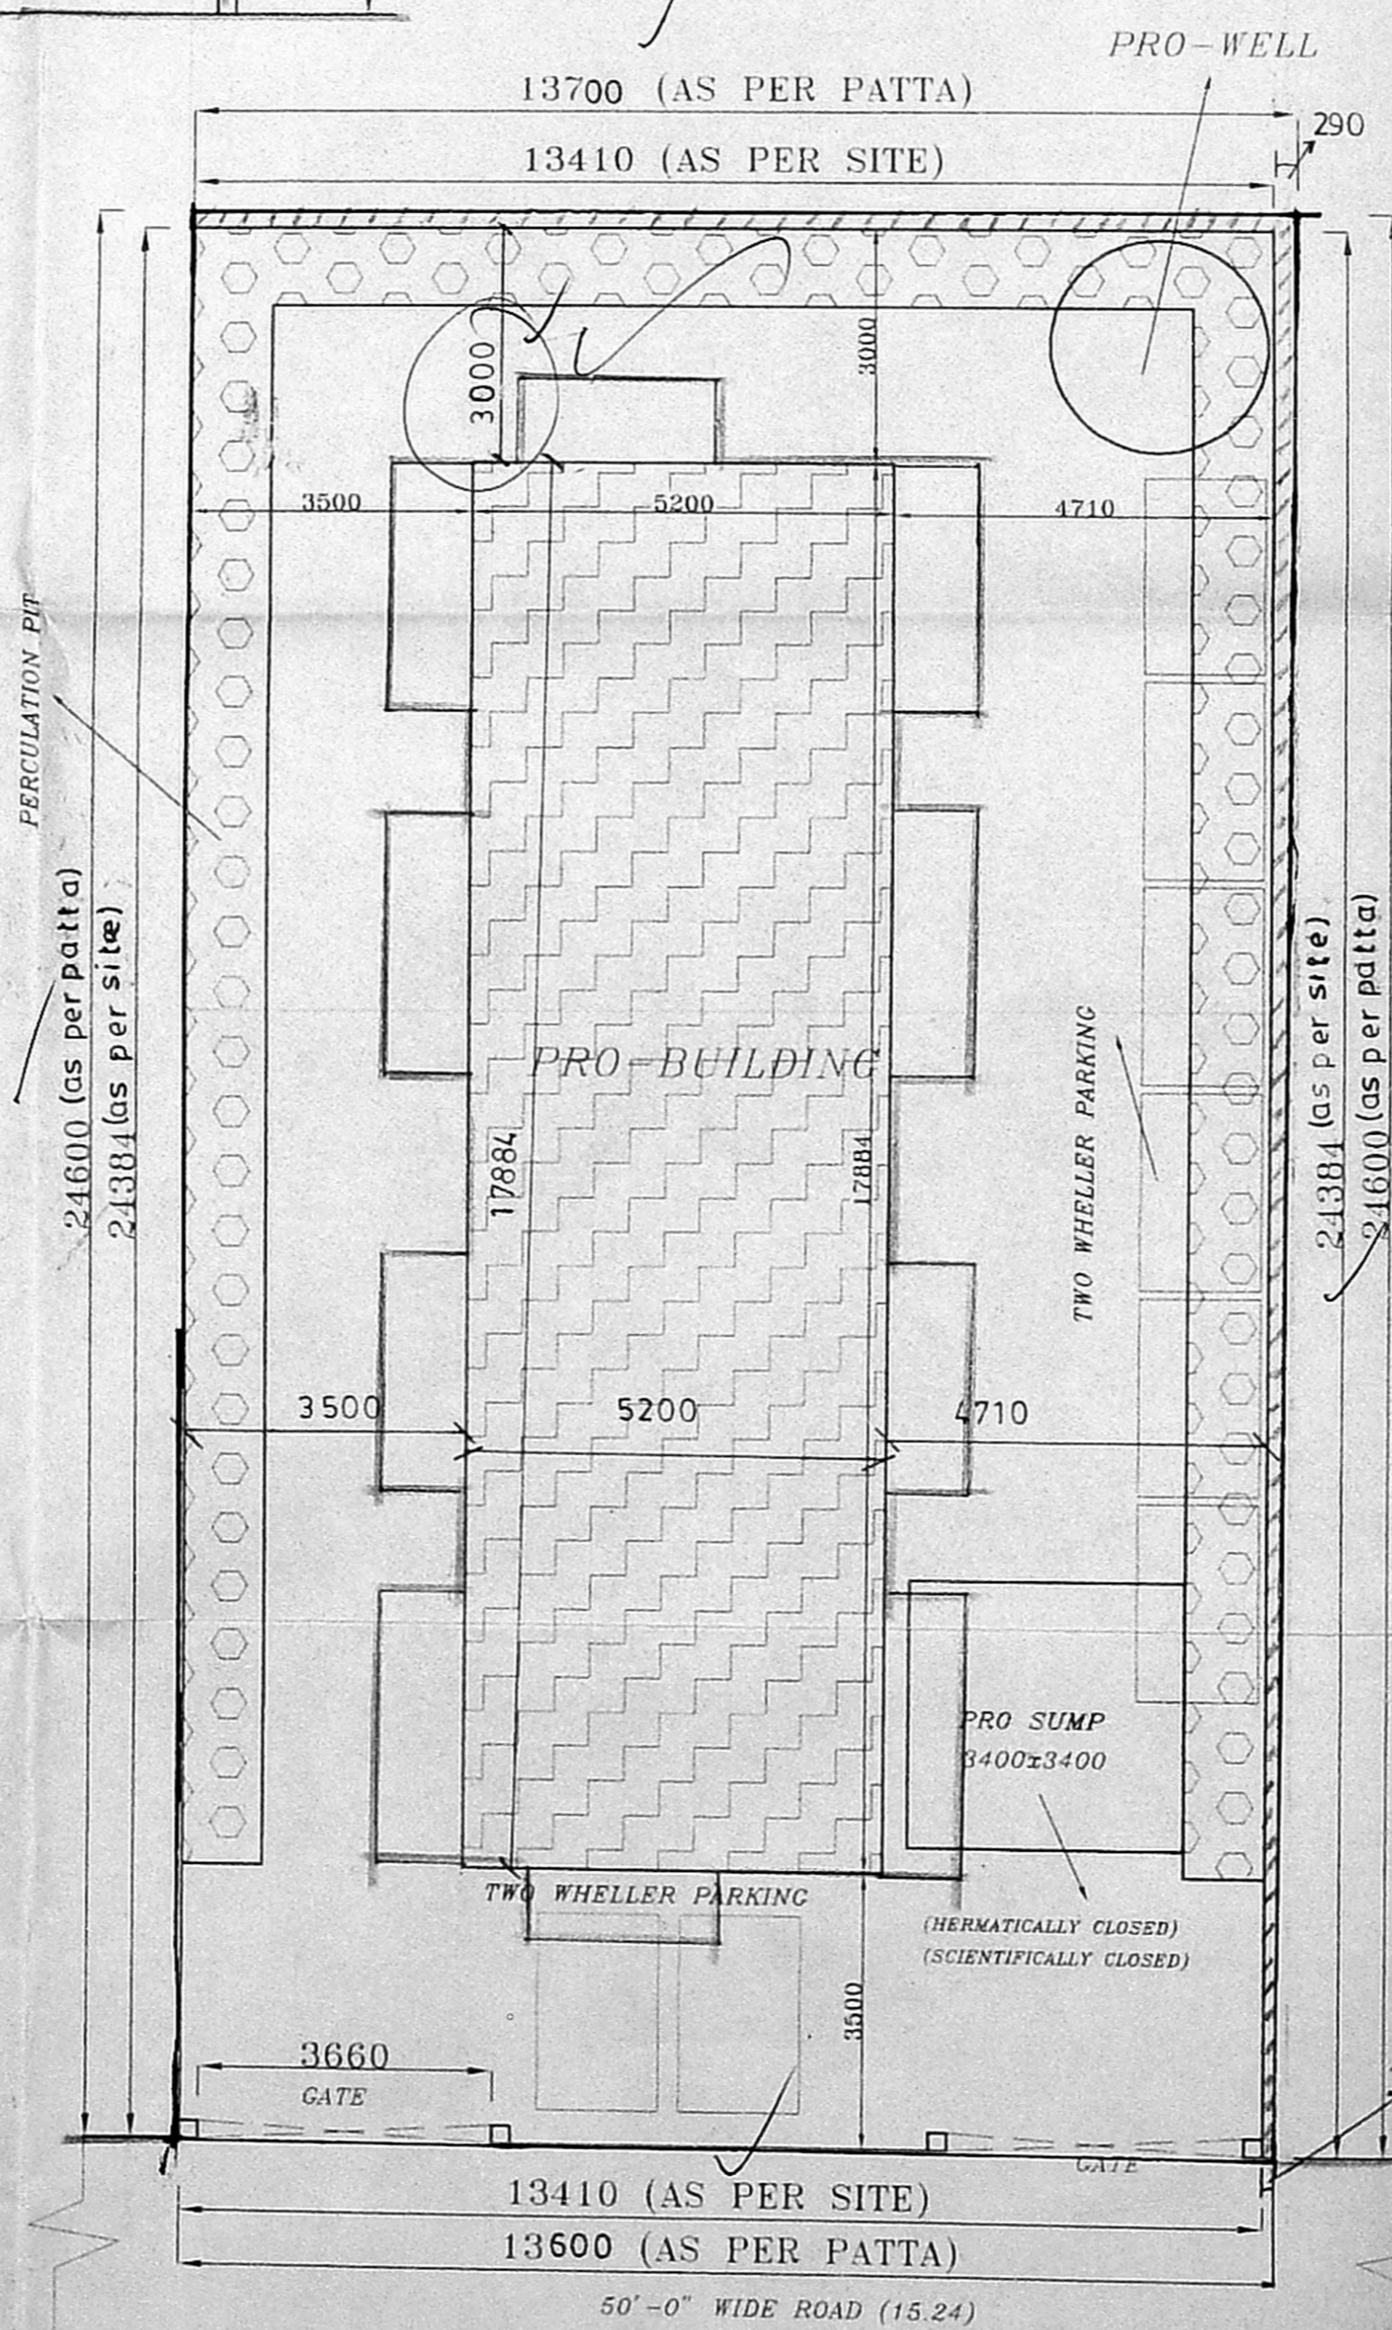 PRO-WELL
13700 (AS PER PATTA)
290
13410 (AS PER SITE)
3000
3000
3500
5200
4710
PERCULATION PIT
24600 (as per patta)
24384 (as per site)
PRO-BUILDING
17884
17884
TWO WHELLER PARKING
24384 (as per site)
24600 (as per patta)
3500
5200
4710
PRO SUMP
3400x3400
TWO WHELLER PARKING
(HERMATICALLY CLOSED)
(SCIENTIFICALLY CLOSED)
3500
3660
GATE
GATE
13410 (AS PER SITE)
13600 (AS PER PATTA)
50'-0" WIDE ROAD (15.24)